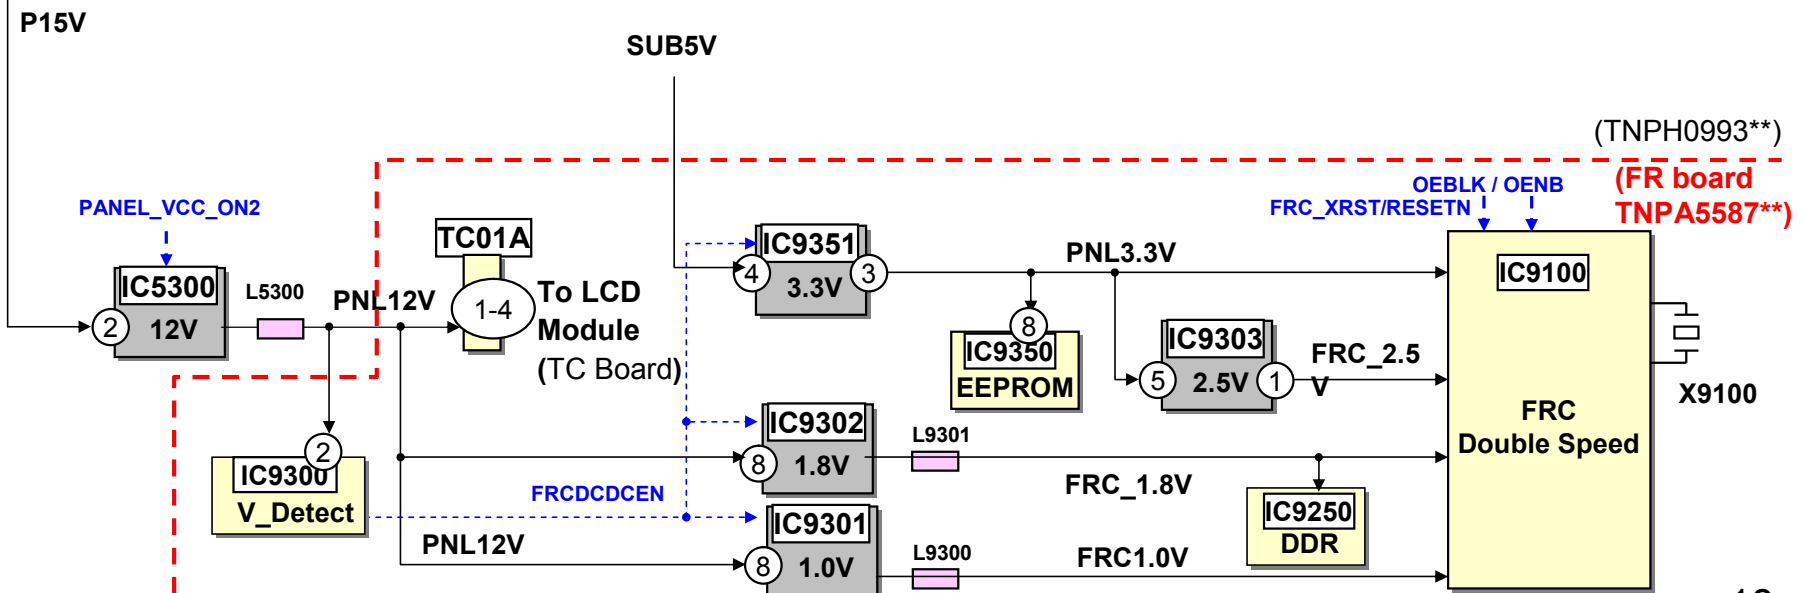 P15V
SUB5V
(TNPH0993**)
(FR board
TNPA5587**)
OEBLK / OENB
FRC_XRST/RESETN
PANEL_VCC_ON2
TC01A
IC9351
4
3
3.3V
PNL3.3V
IC9100
IC5300
2
12V
L5300
PNL12V
1-4
To LCD
Module
(TC Board)
8
IC9350
EEPROM
IC9303
5
2.5V
1
FRC_2.5
V
X9100
FRC
Double Speed
IC9302
8
1.8V
L9301
FRC_1.8V
2
IC9300
V_Detect
FRCDCDCEN
IC9250
DDR
IC9301
PNL12V
8
1.0V
L9300
FRC1.0V